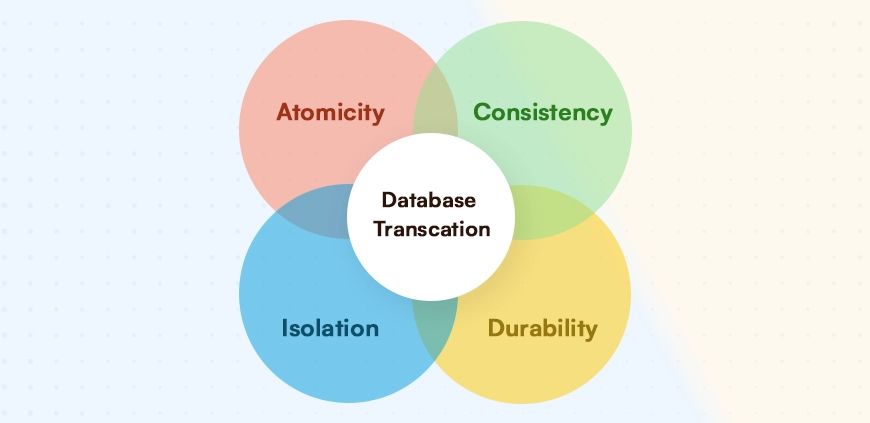 Atomicity
Consistency
Database
Transcation
Isolation
Durability